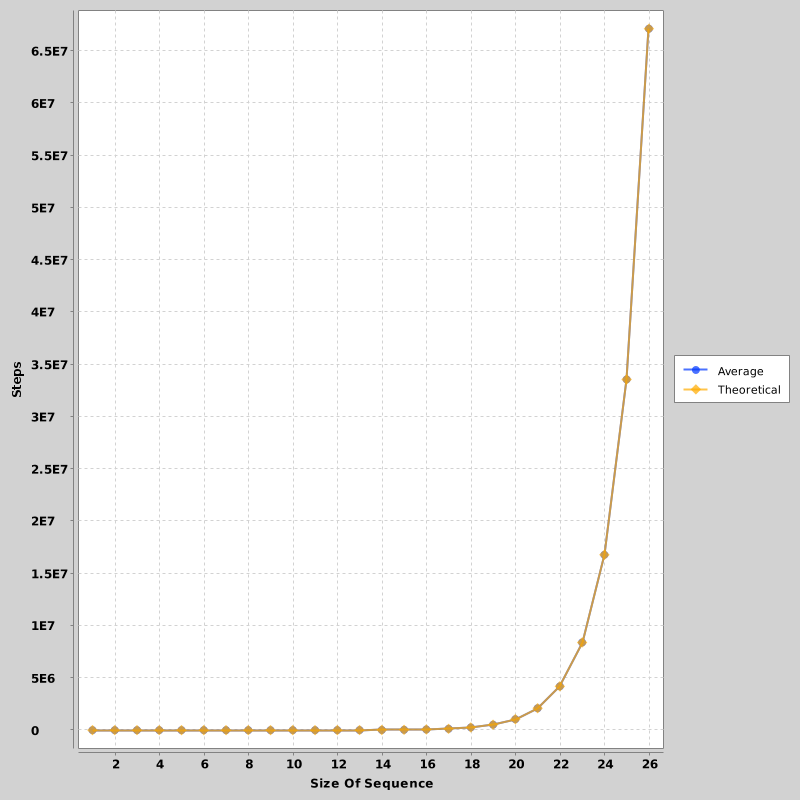 6.5E7
6E7
5.5E7
5E7
4.5E7
4E7
3.5E7
3E7
2.5E7
2E7
1.5E7
1E7
5E6
0
Steps
2 4 6 8 10 12 14 16 18 20 22 24 26
Size Of Sequence
Average
Theoretical